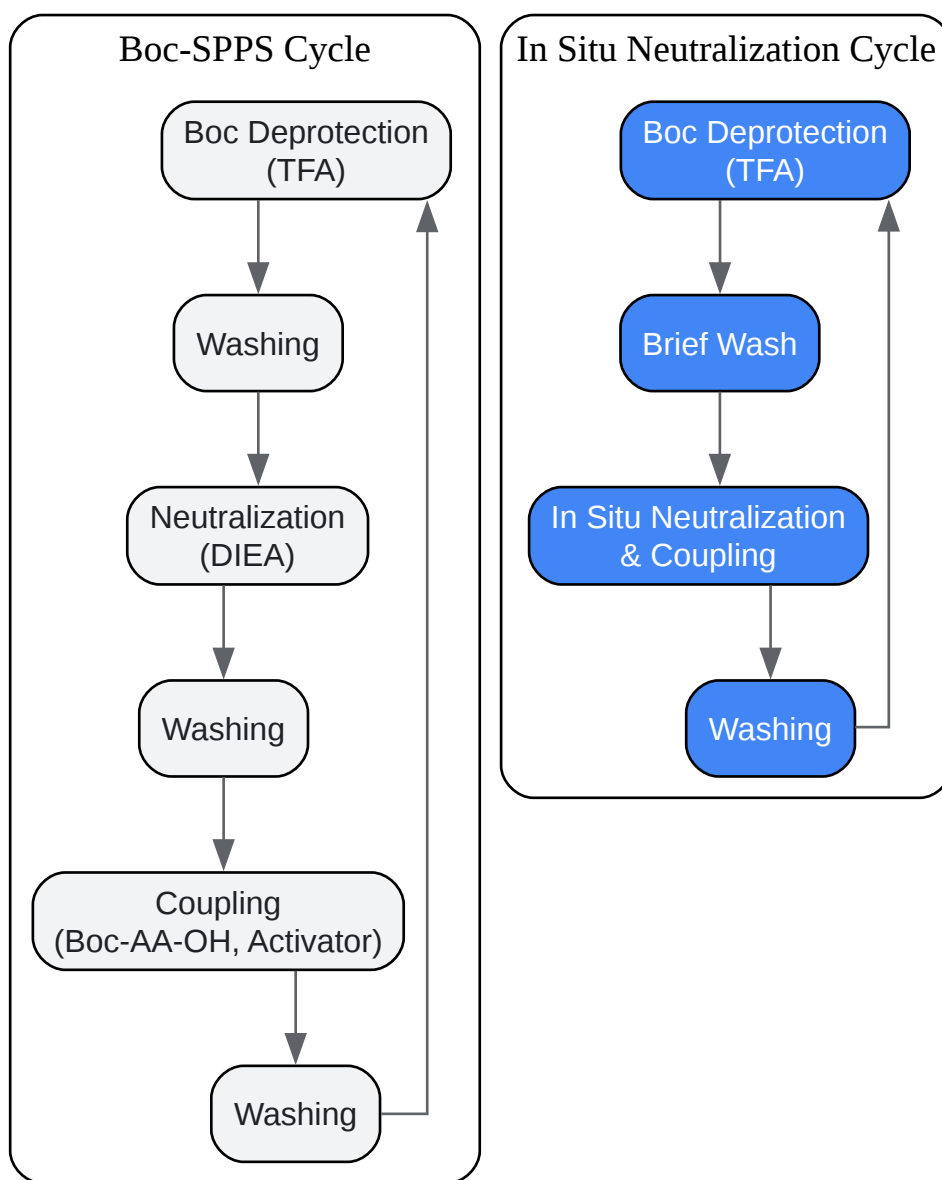 Boc-SPPS Cycle
Boc Deprotection
(TFA)
Washing
Neutralization
(DIEA)
Washing
Coupling
(Boc-AA-OH, Activator)
Washing
In Situ Neutralization Cycle
Boc Deprotection
(TFA)
Brief Wash
In Situ Neutralization
& Coupling
Washing